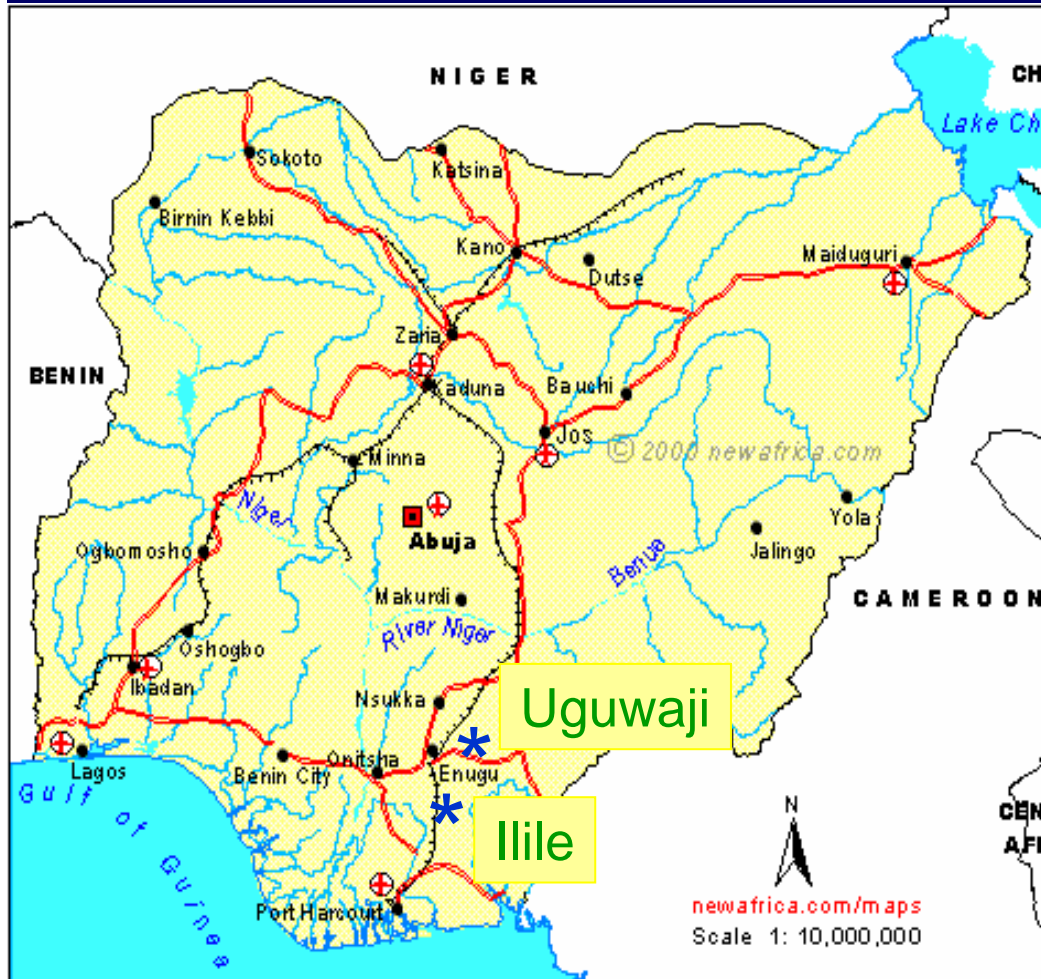 NIGER
CH
Lake Ch
Sokoto
Katsina
Birnin Kebbi
Kano
Dutse
Maiduguri
Zaria
BENIN
Kaduna
Bauchi
Jos
© 2000 newafrica.com
Minna
Niger
Abuja
Yola
Jalingo
Ogbomosho
Benue
Makurdi
CAMEROON
River Niger
Oshogbo
Ibadan
Nsukka
Uguwaji
*
Lagos
Benin City
Onitsha
Enugu
Gulf of Guinea
*
Ilile
N
CEN
AF
Port Harcourt
newafrica.com/maps
Scale 1: 10,000,000